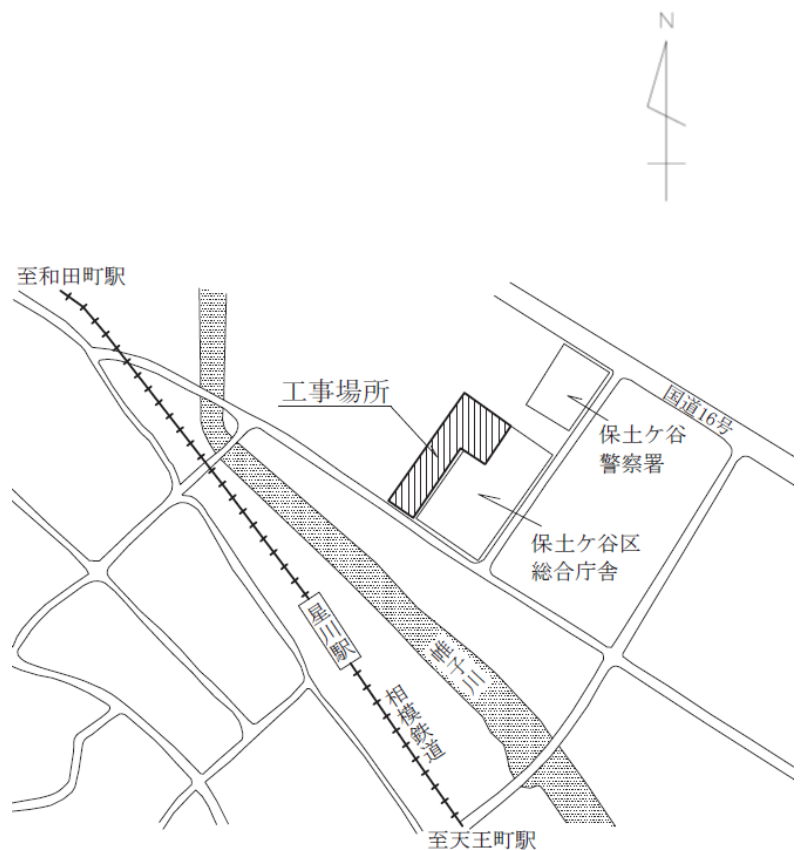 N
至和田町駅
工事場所
国道16号
保土ケ谷
警察署
保土ケ谷区
総合庁舎
星川駅
帷子川
相模鉄道
至天王町駅